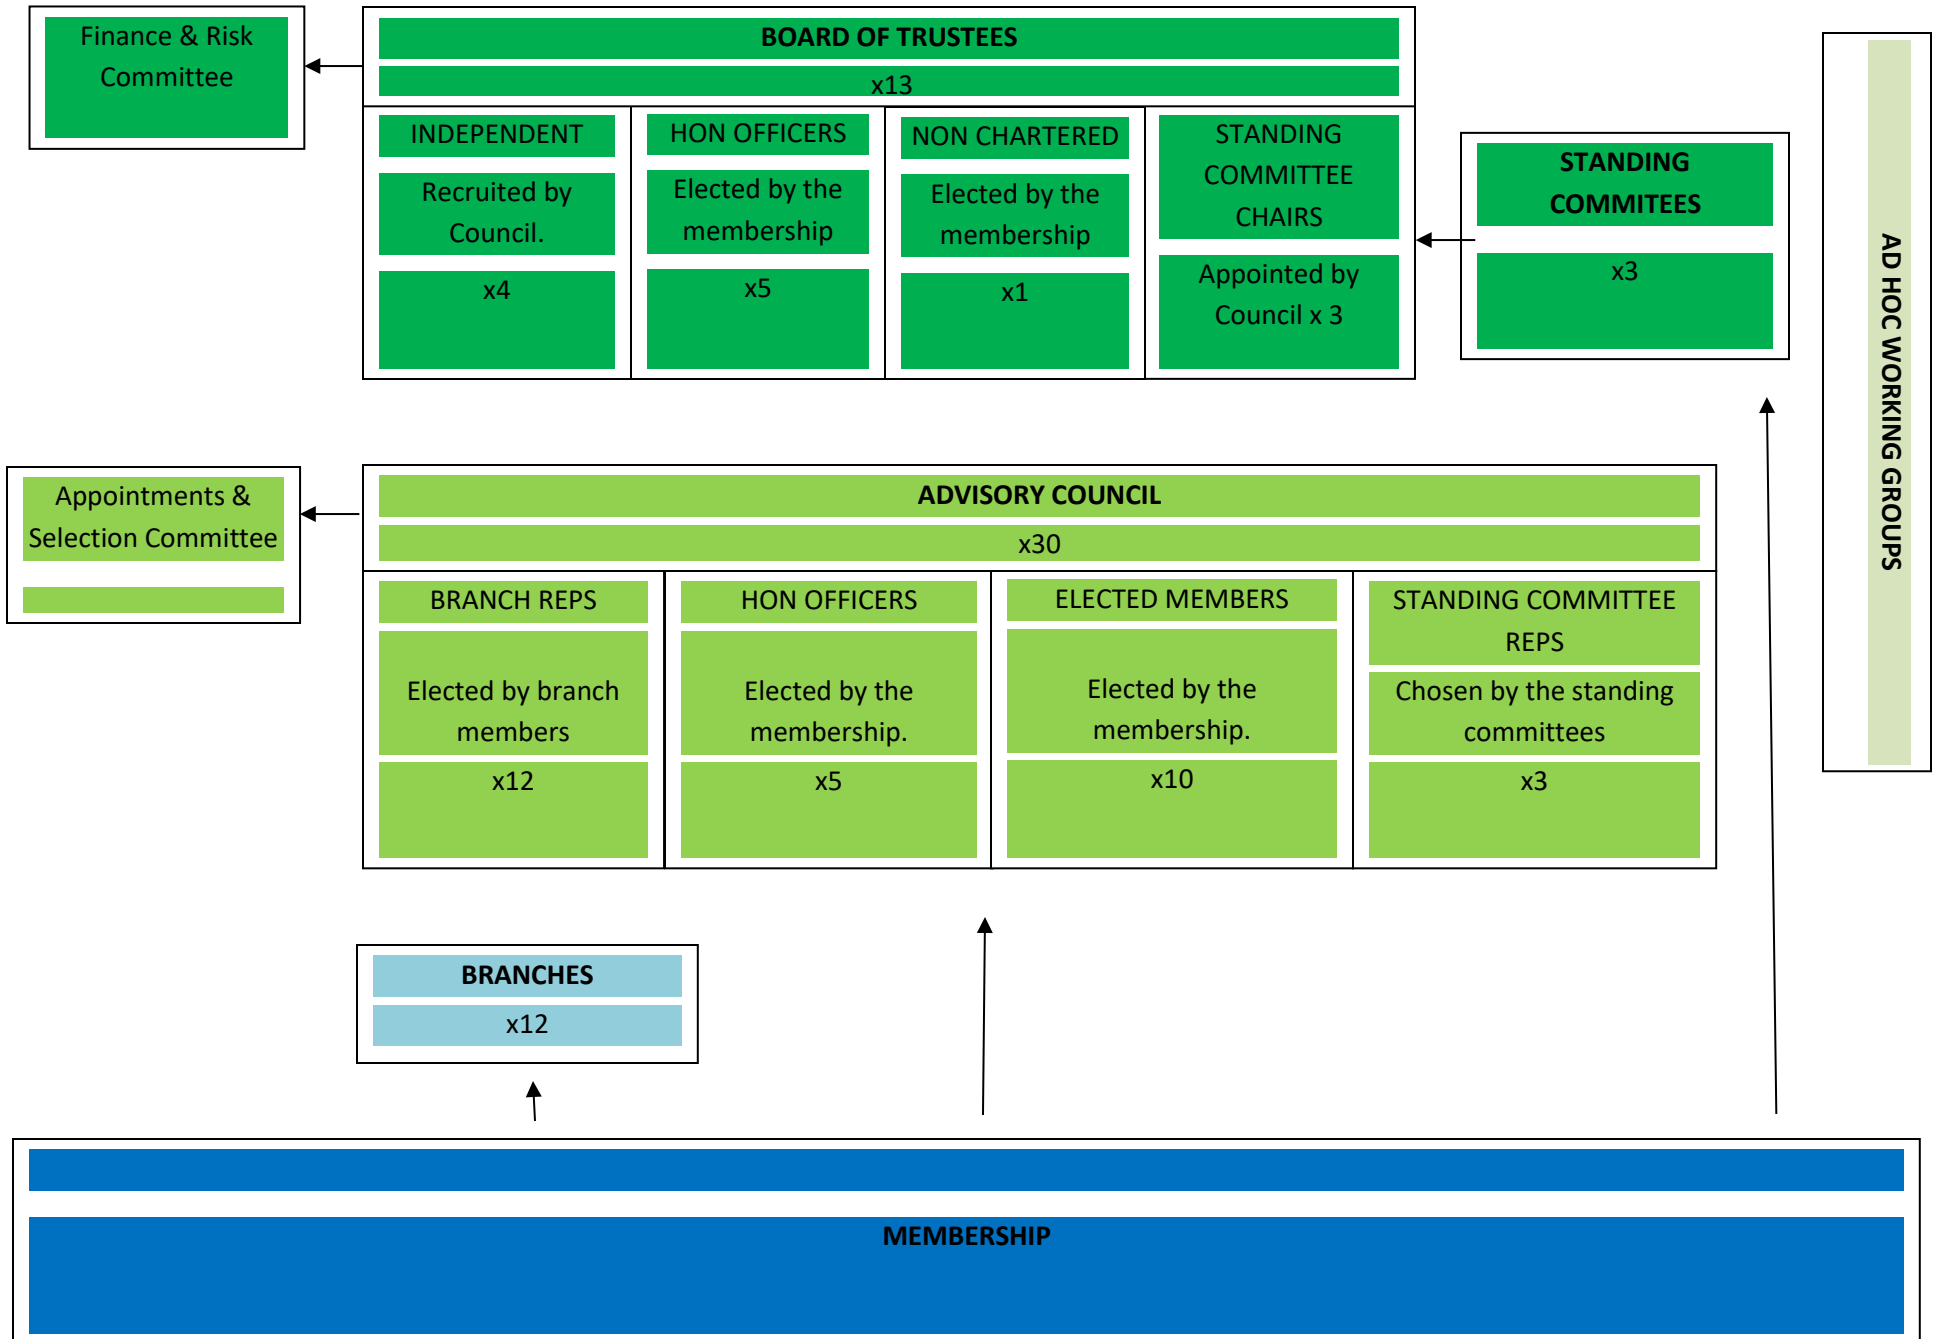 Finance & Risk
Committee
BOARD OF TRUSTEES
x13
INDEPENDENT
Recruited by
Council.
x4
HON OFFICERS
Elected by the
membership
x5
NON CHARTERED
Elected by the
membership
x1
STANDING
COMMITTEE
CHAIRS
Appointed by
Council x 3
STANDING
COMMITEES
x3
AD HOC WORKING GROUPS
Appointments &
Selection Committee
ADVISORY COUNCIL
x30
BRANCH REPS
Elected by branch
members
x12
HON OFFICERS
Elected by the
membership.
x5
ELECTED MEMBERS
Elected by the
membership.
x10
STANDING COMMITTEE
REPS
Chosen by the standing
committees
x3
BRANCHES
x12
MEMBERSHIP